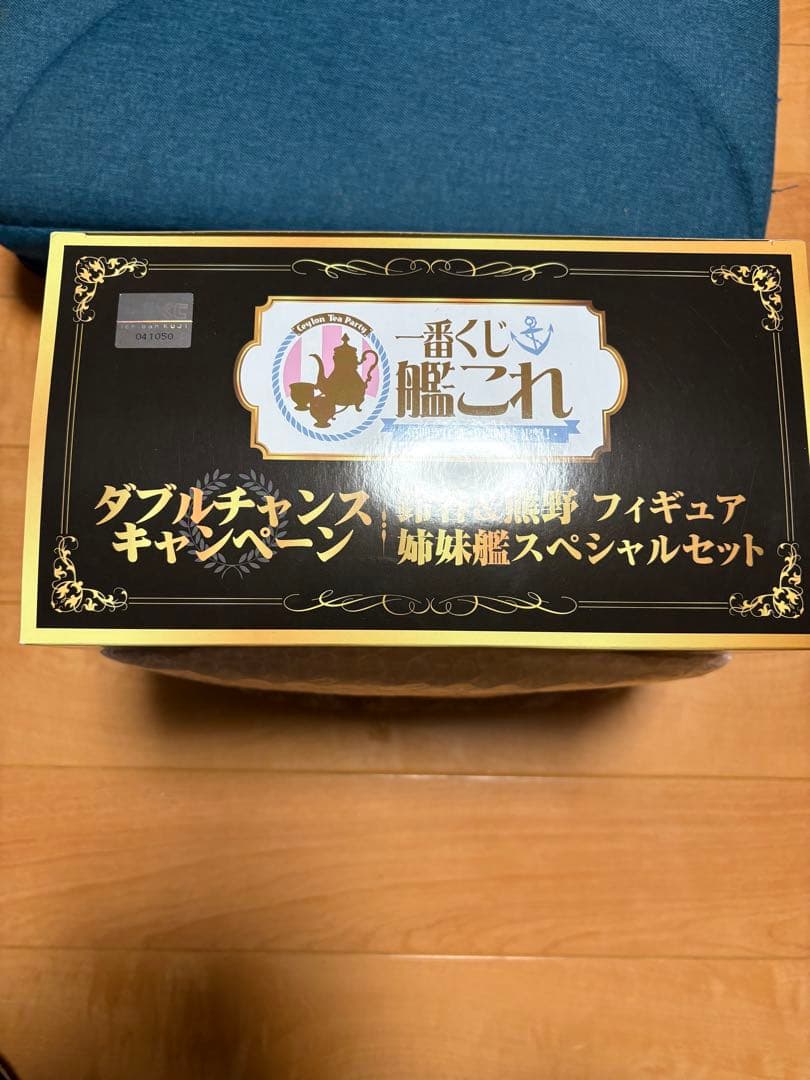 ichiban KUJI
041050
Ceylon Tea Party
一番くじ
艦これ
ダブルチャンス
キャンペーン
熊野 フィギュア
姉妹艦スペシャルセット